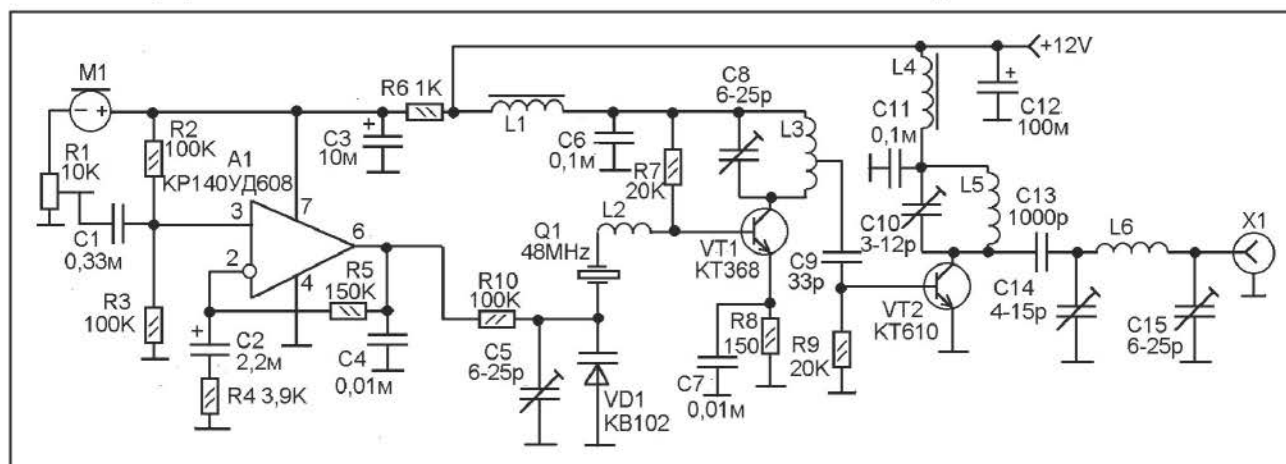 +12V
M1
R6 1K
C8
6-25p
L4
C11
0,1м
C12
100м
R1
10K
R2
100K
A1
КР140УД608
C3
10м
L1
C6
0,1м
R7
20K
L3
L5
C13
1000p
L6
X1
3
7
6
2
4
C1
0,33м
R5
150K
Q1
48MHz
L2
VT1
КТ368
C10
3-12p
C9
33p
R3
100K
C2
2,2м
R4 3,9K
C4
0,01м
R10
100K
C5
6-25p
VD1
КВ102
R8
150
C7
0,01м
R9
20K
VT2
КТ610
C14
4-15p
C15
6-25p